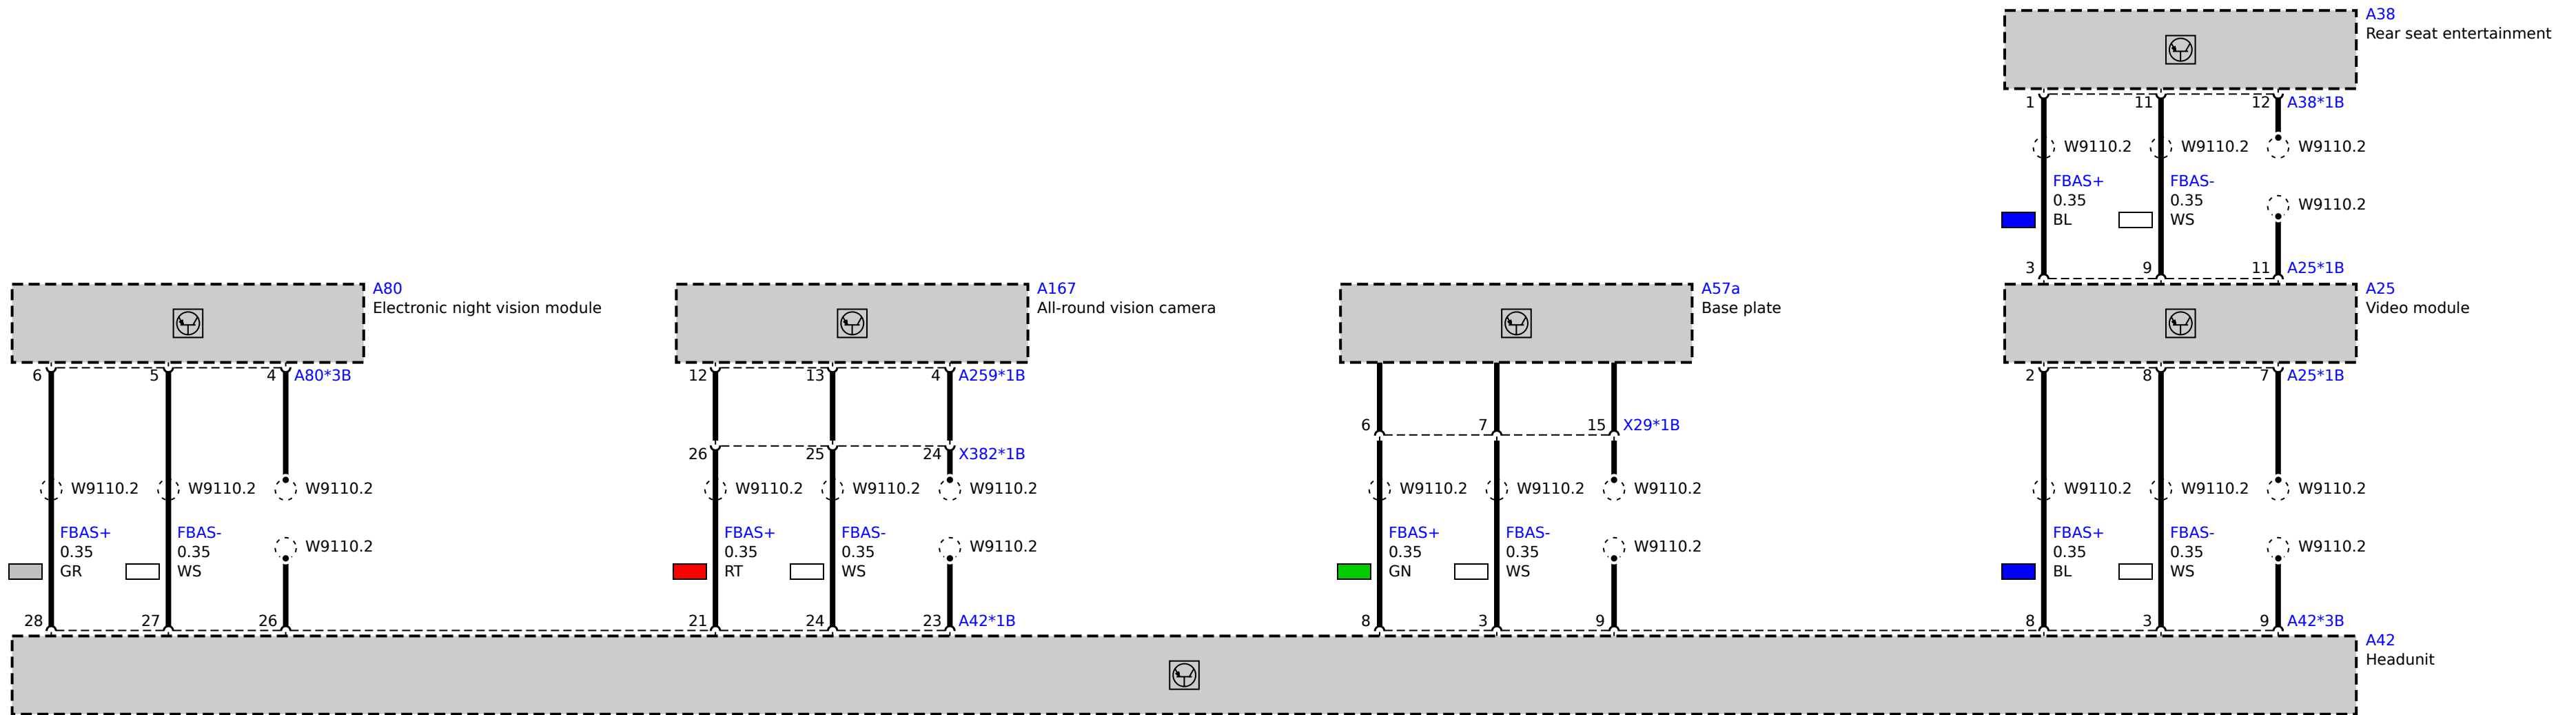 A38
Rear seat entertainment
1 11 12 A38*1B
W9110.2 W9110.2 W9110.2
FBAS+ FBAS-
0.35 0.35 W9110.2
BL WS
3 9 11 A25*1B
A80 A167 A57a A25
Electronic night vision module All-round vision camera Base plate Video module
6 5 4 A80*3B 12 13 4 A259*1B 2 8 7 A25*1B
6 7 15 X29*1B
26 25 24 X382*1B
W9110.2 W9110.2 W9110.2 W9110.2 W9110.2 W9110.2 W9110.2 W9110.2 W9110.2 W9110.2 W9110.2 W9110.2
FBAS+ FBAS- FBAS+ FBAS- FBAS+ FBAS- FBAS+ FBAS-
0.35 0.35 W9110.2 0.35 0.35 W9110.2 0.35 0.35 W9110.2 0.35 0.35 W9110.2
GR WS RT WS GN WS BL WS
28 27 26 21 24 23 A42*1B 8 3 9 8 3 9 A42*3B
A42
Headunit